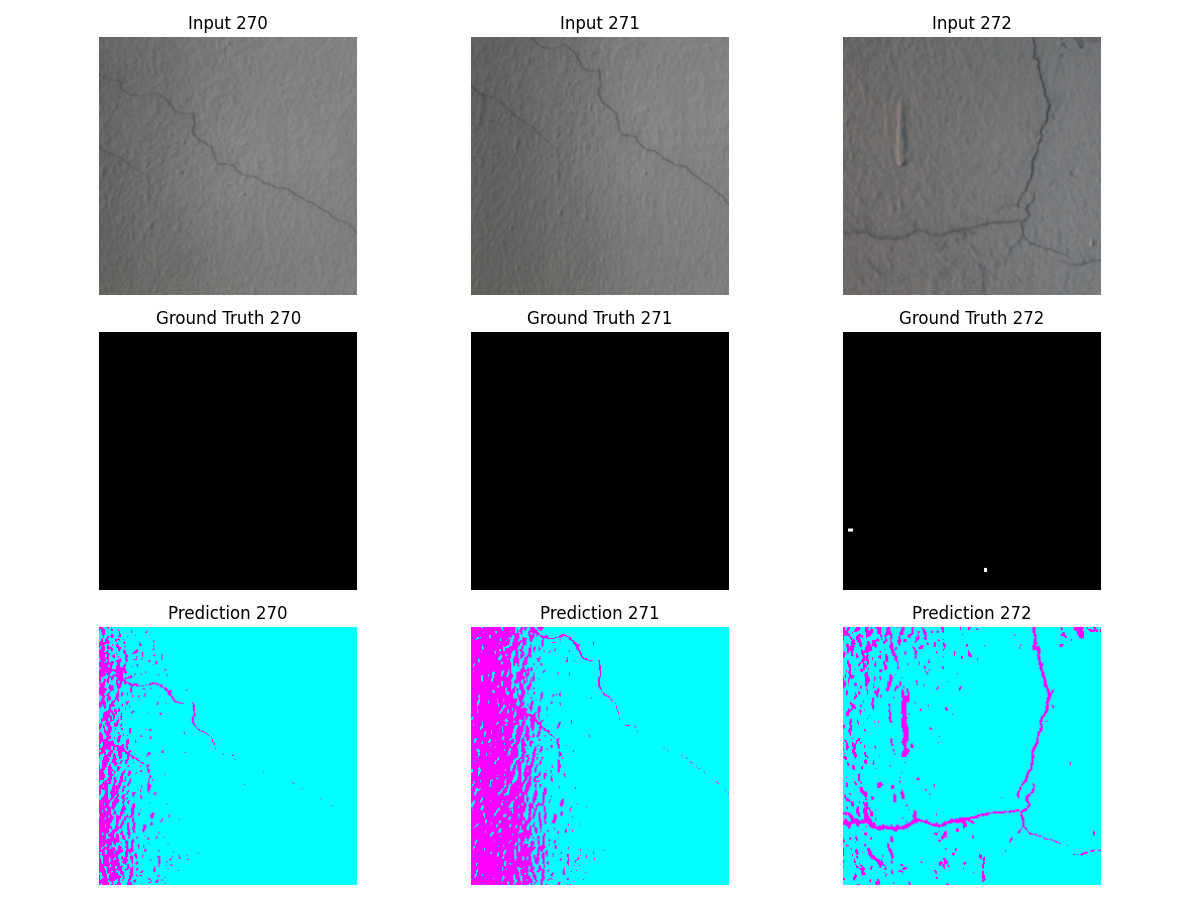 Input 270
Input 271
Input 272
Ground Truth 270
Ground Truth 271
Ground Truth 272
Prediction 270
Prediction 271
Prediction 272